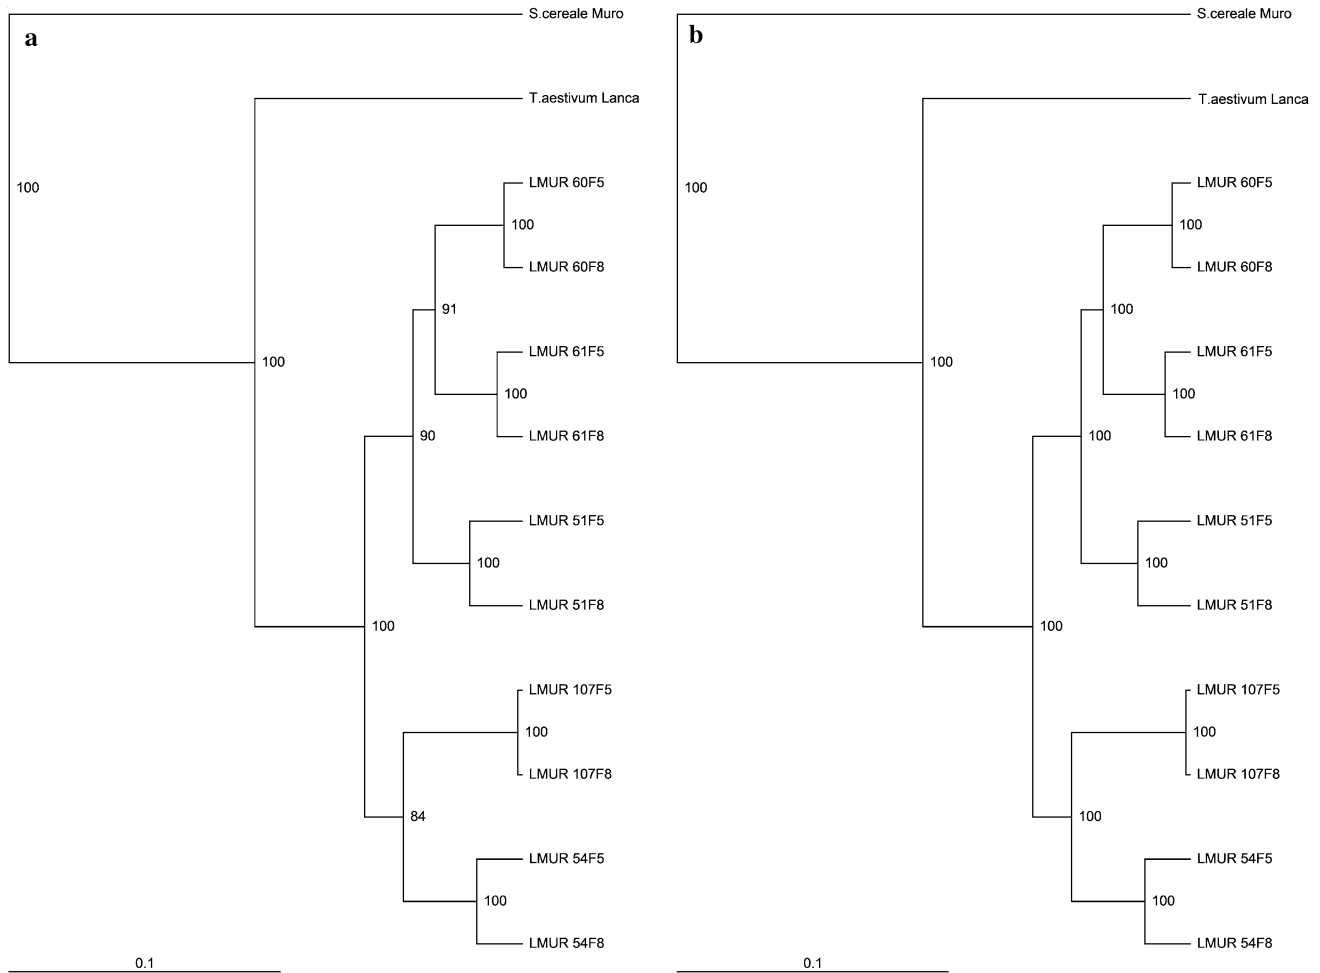 a
S.cereale Muro
T.aestivum Lanca
100
LMUR 60F5
100
LMUR 60F8
91
LMUR 61F5
100
100
LMUR 61F8
90
LMUR 51F5
100
LMUR 51F8
100
LMUR 107F5
100
LMUR 107F8
84
LMUR 54F5
100
LMUR 54F8
0.1
b
S.cereale Muro
T.aestivum Lanca
100
LMUR 60F5
100
LMUR 60F8
100
LMUR 61F5
100
100
LMUR 61F8
100
LMUR 51F5
100
LMUR 51F8
100
LMUR 107F5
100
LMUR 107F8
100
LMUR 54F5
100
LMUR 54F8
0.1